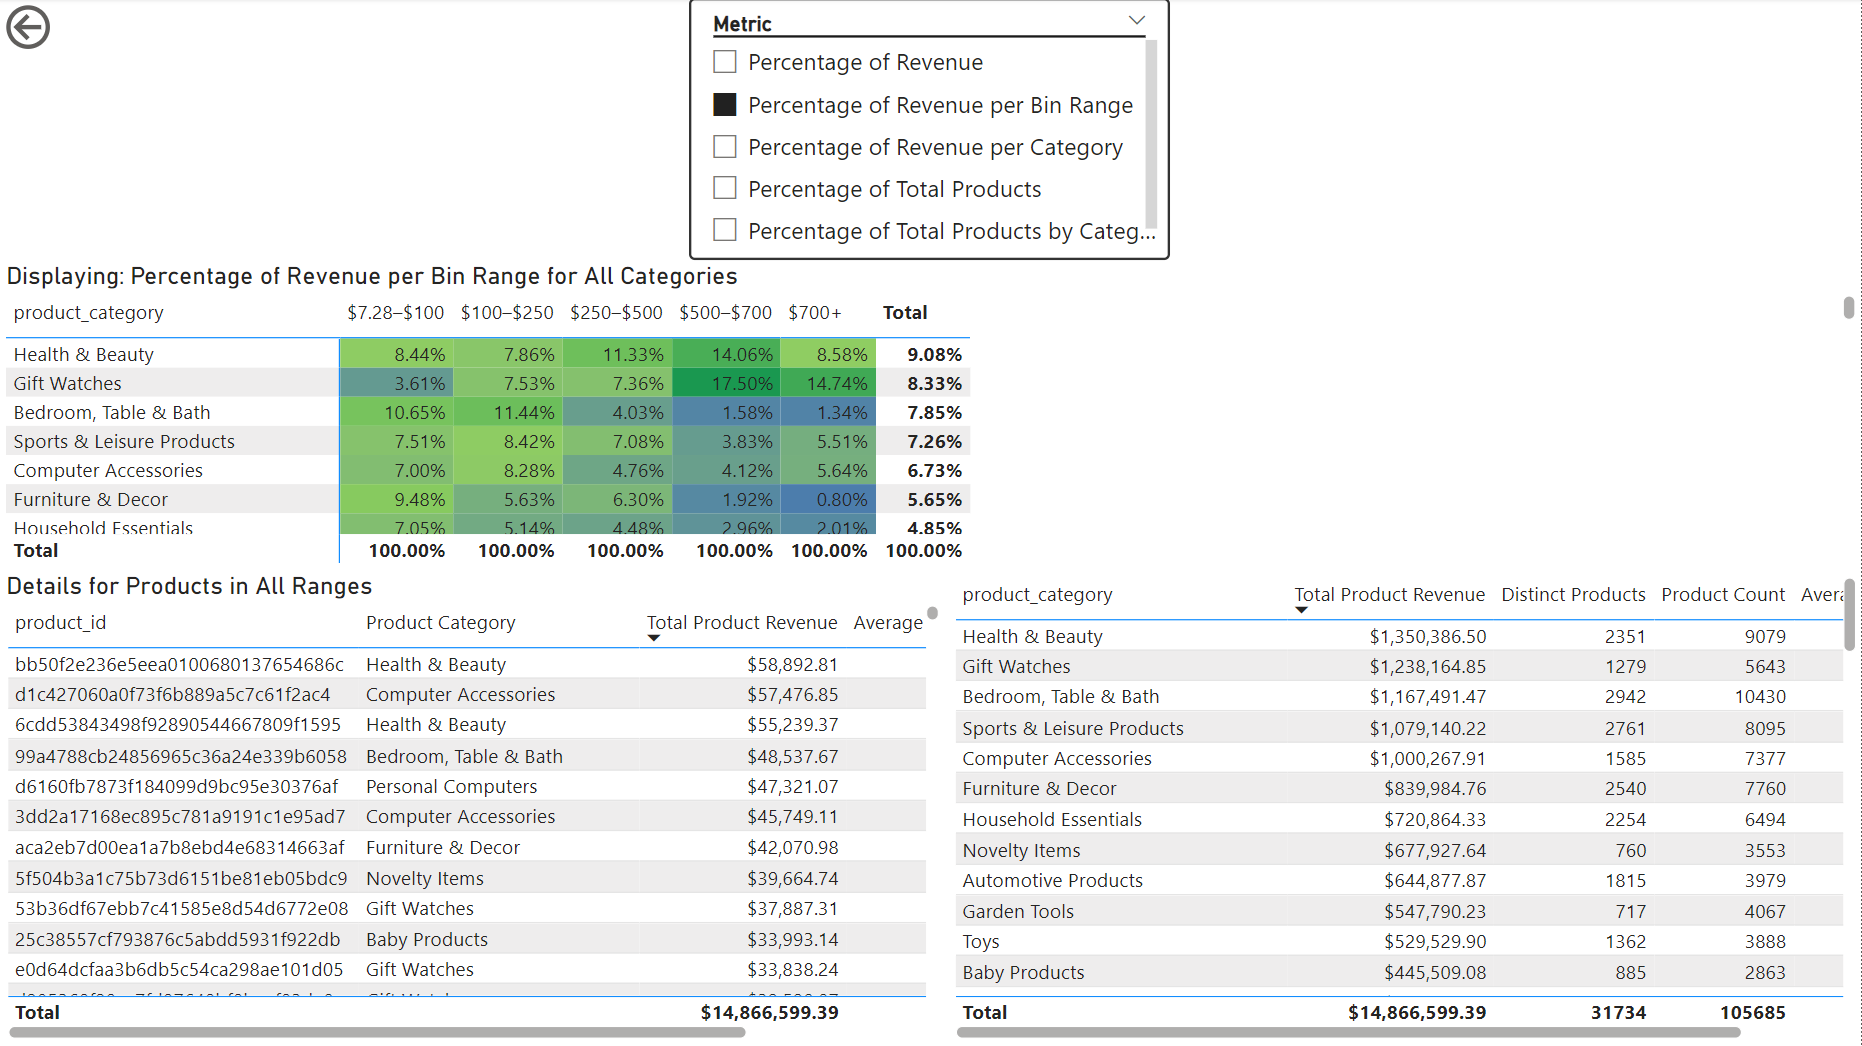 Metric
Percentage of Revenue
Percentage of Revenue per Bin Range
Percentage of Revenue per Category
Percentage of Total Products
Percentage of Total Products by Categ...
Displaying: Percentage of Revenue per Bin Range for All Categories
product_category $7.28–$100 $100–$250 $250–$500 $500–$700 $700+ Total
Health & Beauty 8.44% 7.86% 11.33% 14.06% 8.58% 9.08%
Gift Watches 3.61% 7.53% 7.36% 17.50% 14.74% 8.33%
Bedroom, Table & Bath 10.65% 11.44% 4.03% 1.58% 1.34% 7.85%
Sports & Leisure Products 7.51% 8.42% 7.08% 3.83% 5.51% 7.26%
Computer Accessories 7.00% 8.28% 4.76% 4.12% 5.64% 6.73%
Furniture & Decor 9.48% 5.63% 6.30% 1.92% 0.80% 5.65%
Household Essentials 7.05% 5.14% 4.48% 2.96% 2.01% 4.85%
Total 100.00% 100.00% 100.00% 100.00% 100.00% 100.00%
Details for Products in All Ranges
product_id Product Category Total Product Revenue Average
bb50f2e236e5eea0100680137654686c Health & Beauty $58,892.81
d1c427060a0f73f6b889a5c7c61f2ac4 Computer Accessories $57,476.85
6cdd53843498f92890544667809f1595 Health & Beauty $55,239.37
99a4788cb24856965c36a24e339b6058 Bedroom, Table & Bath $48,537.67
d6160fb7873f184099d9bc95e30376af Personal Computers $47,321.07
3dd2a17168ec895c781a9191c1e95ad7 Computer Accessories $45,749.11
aca2eb7d00ea1a7b8ebd4e68314663af Furniture & Decor $42,070.98
5f504b3a1c75b73d6151be81eb05bdc9 Novelty Items $39,664.74
53b36df67ebb7c41585e8d54d6772e08 Gift Watches $37,887.31
25c38557cf793876c5abdd5931f922db Baby Products $33,993.14
e0d64dcfaa3b6db5c54ca298ae101d05 Gift Watches $33,838.24
Total $14,866,599.39
product_category Total Product Revenue Distinct Products Product Count Avera
Health & Beauty $1,350,386.50 2351 9079
Gift Watches $1,238,164.85 1279 5643
Bedroom, Table & Bath $1,167,491.47 2942 10430
Sports & Leisure Products $1,079,140.22 2761 8095
Computer Accessories $1,000,267.91 1585 7377
Furniture & Decor $839,984.76 2540 7760
Household Essentials $720,864.33 2254 6494
Novelty Items $677,927.64 760 3553
Automotive Products $644,877.87 1815 3979
Garden Tools $547,790.23 717 4067
Toys $529,529.90 1362 3888
Baby Products $445,509.08 885 2863
Total $14,866,599.39 31734 105685